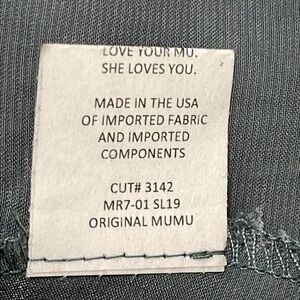 LOVE YOUR MU.
SHE LOVES YOU.
MADE IN THE USA
OF IMPORTED FABRIC
AND IMPORTED
COMPONENTS
CUT# 3142
MR7-01 SL19
ORIGINAL MUMU